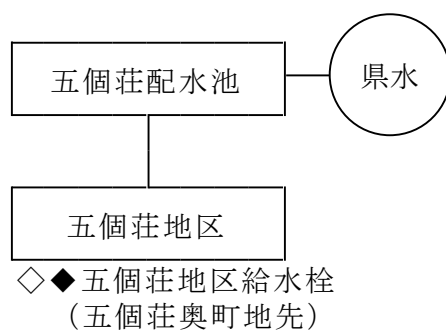 五個荘配水池
県水
五個荘地区
◇◆五個荘地区給水栓
（五個荘奥町地先）